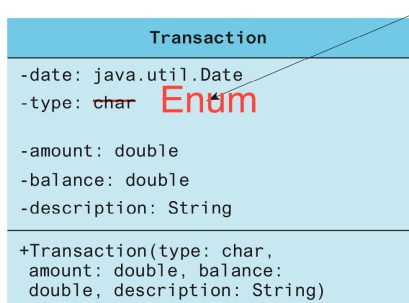 Transaction
-date: java.util.Date
-type: char Enum
-amount: double
-balance: double
-description: String
+Transaction(type: char,
amount: double, balance:
double, description: String)